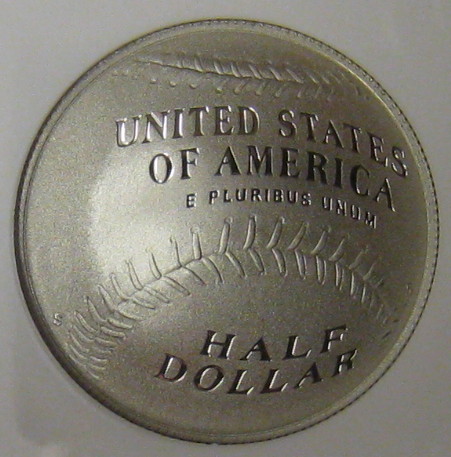 UNITED STATES
OF AMERICA
E PLURIBUS UNUM
S
HALF
DOLLAR